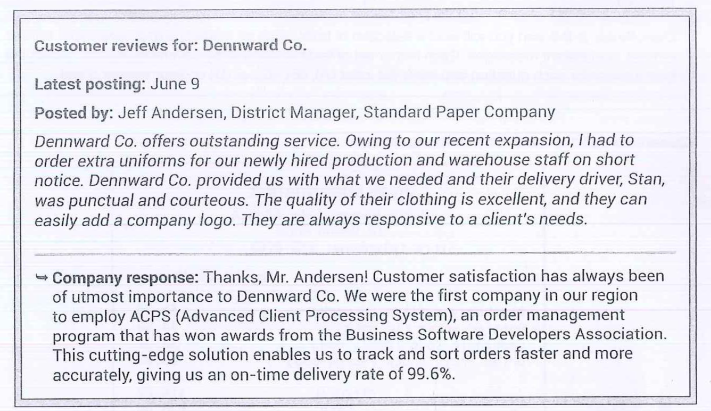 Customer reviews for: Dennward Co.
Latest posting: June 9
Posted by: Jeff Andersen, District Manager, Standard Paper Company
Dennward Co. offers outstanding service. Owing to our recent expansion, I had to
order extra uniforms for our newly hired production and warehouse staff on short
notice. Dennward Co. provided us with what we needed and their delivery driver, Stan,
was punctual and courteous. The quality of their clothing is excellent, and they can
easily add a company logo. They are always responsive to a client's needs.
➥ Company response: Thanks, Mr. Andersen! Customer satisfaction has always been
of utmost importance to Dennward Co. We were the first company in our region
to employ ACPS (Advanced Client Processing System), an order management
program that has won awards from the Business Software Developers Association.
This cutting-edge solution enables us to track and sort orders faster and more
accurately, giving us an on-time delivery rate of 99.6%.